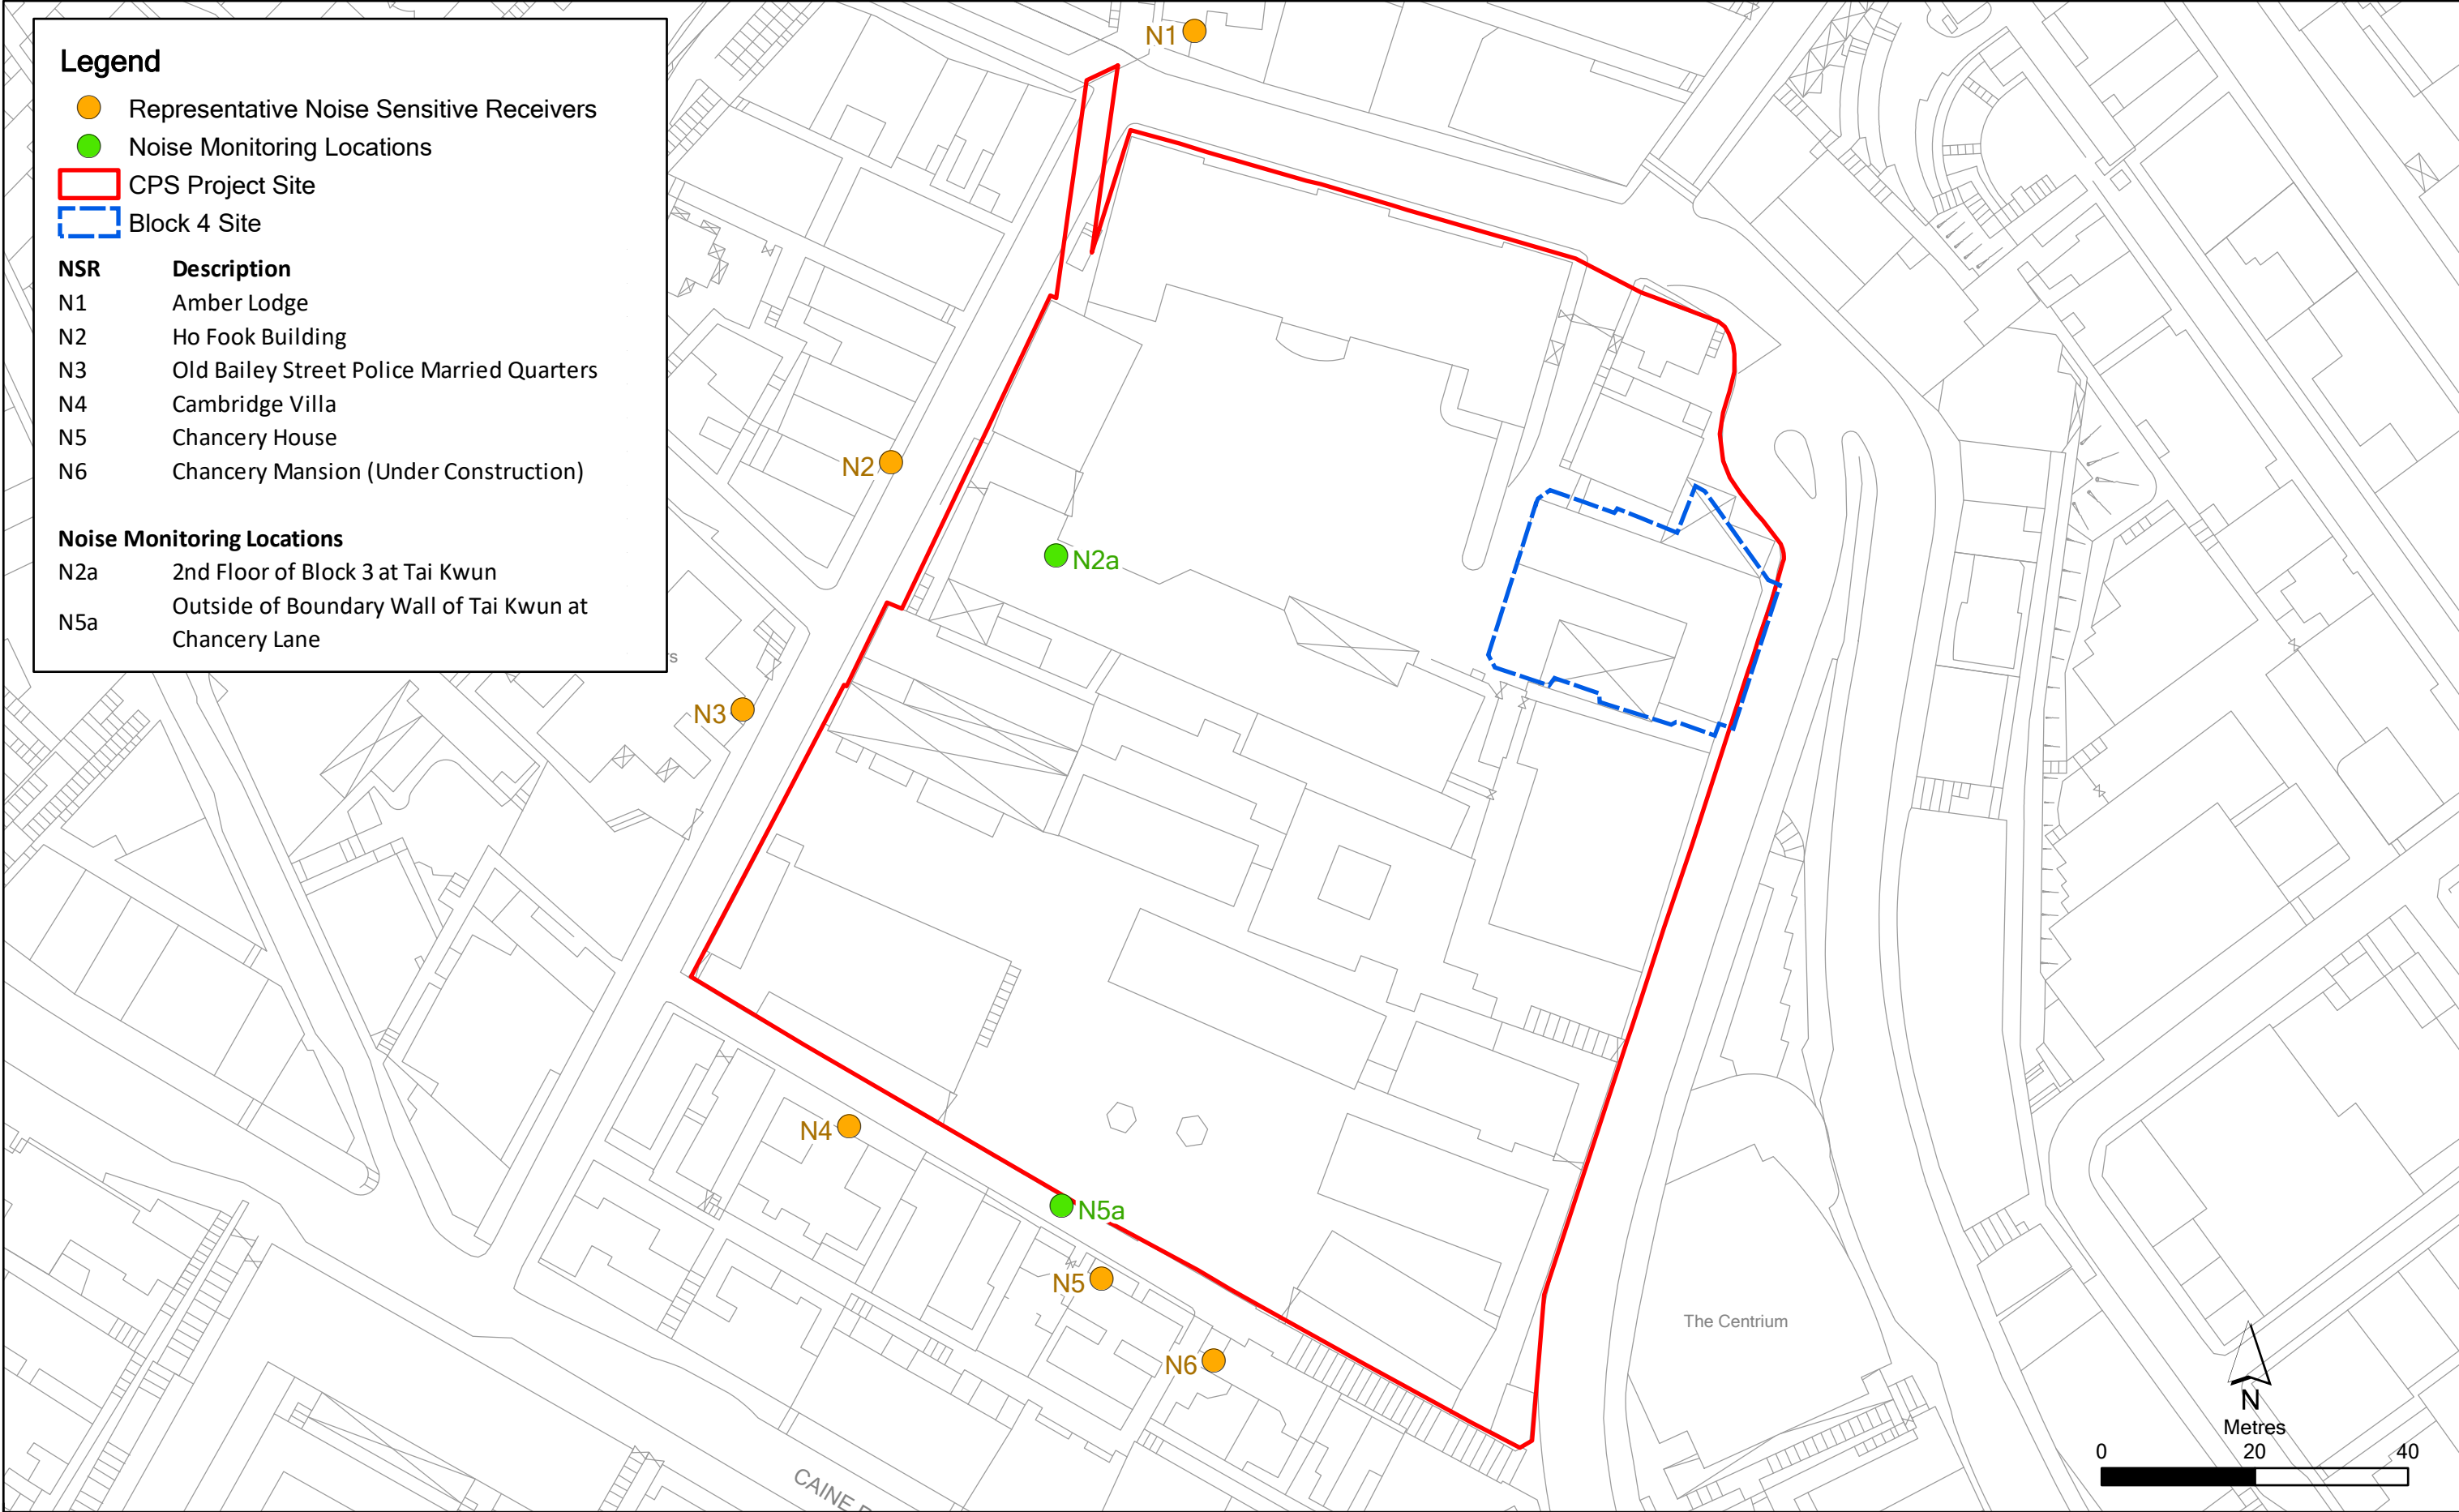 Legend
Representative Noise Sensitive Receivers
Noise Monitoring Locations
CPS Project Site
Block 4 Site
NSR Description
N1 Amber Lodge
N2 Ho Fook Building
N3 Old Bailey Street Police Married Quarters
N4 Cambridge Villa
N5 Chancery House
N6 Chancery Mansion (Under Construction)
Noise Monitoring Locations
N2a 2nd Floor of Block 3 at Tai Kwun
N5a Outside of Boundary Wall of Tai Kwun at
Chancery Lane
N1
N2
N2a
N3
N4
N5a
N5
N6
The Centrium
CAINE
N
Metres
0 20 40